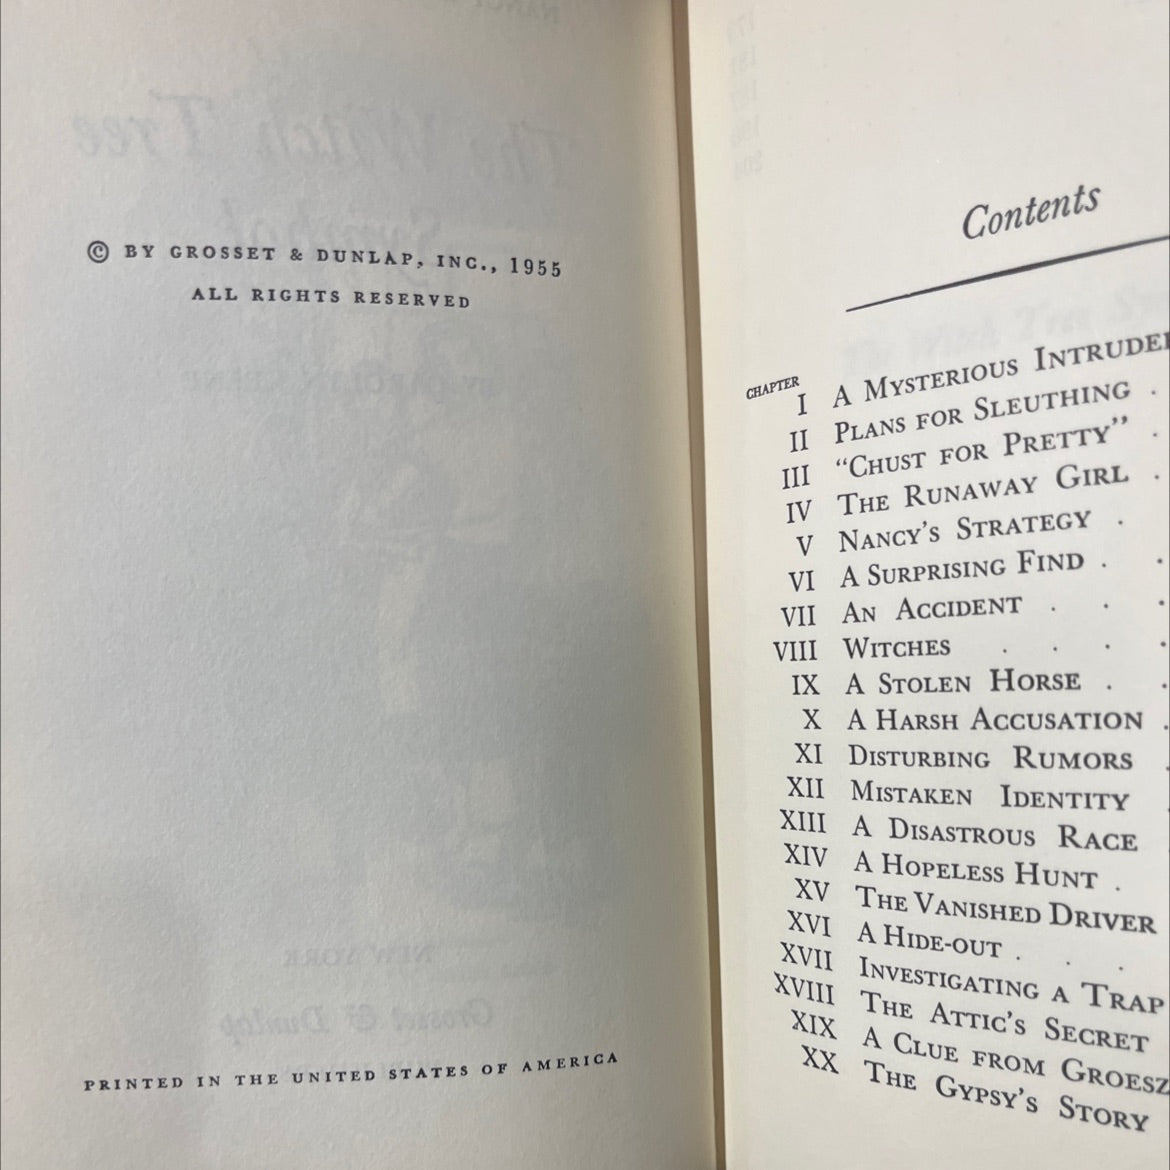 © BY GROSSET & DUNLAP, INC., 1955
ALL RIGHTS RESERVED
PRINTED IN THE UNITED STATES OF AMERICA
Contents
CHAPTER
I A MYSTERIOUS INTRUDER
II PLANS FOR SLEUTHING .
III “CHUST FOR PRETTY” .
IV THE RUNAWAY GIRL .
V NANCY’S STRATEGY .
VI A SURPRISING FIND . .
VII AN ACCIDENT . . .
VIII WITCHES . . . .
IX A STOLEN HORSE . .
X A HARSH ACCUSATION .
XI DISTURBING RUMORS .
XII MISTAKEN IDENTITY
XIII A DISASTROUS RACE
XIV A HOPELESS HUNT .
XV THE VANISHED DRIVER
XVI A HIDE-OUT . . .
XVII INVESTIGATING A TRAP
XVIII THE ATTIC’S SECRET
XIX A CLUE FROM GROESZ
XX THE GYPSY’S STORY